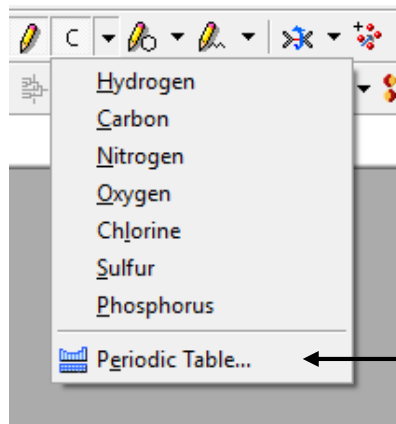 C
Hydrogen
Carbon
Nitrogen
Oxygen
Chlorine
Sulfur
Phosphorus
Periodic Table...